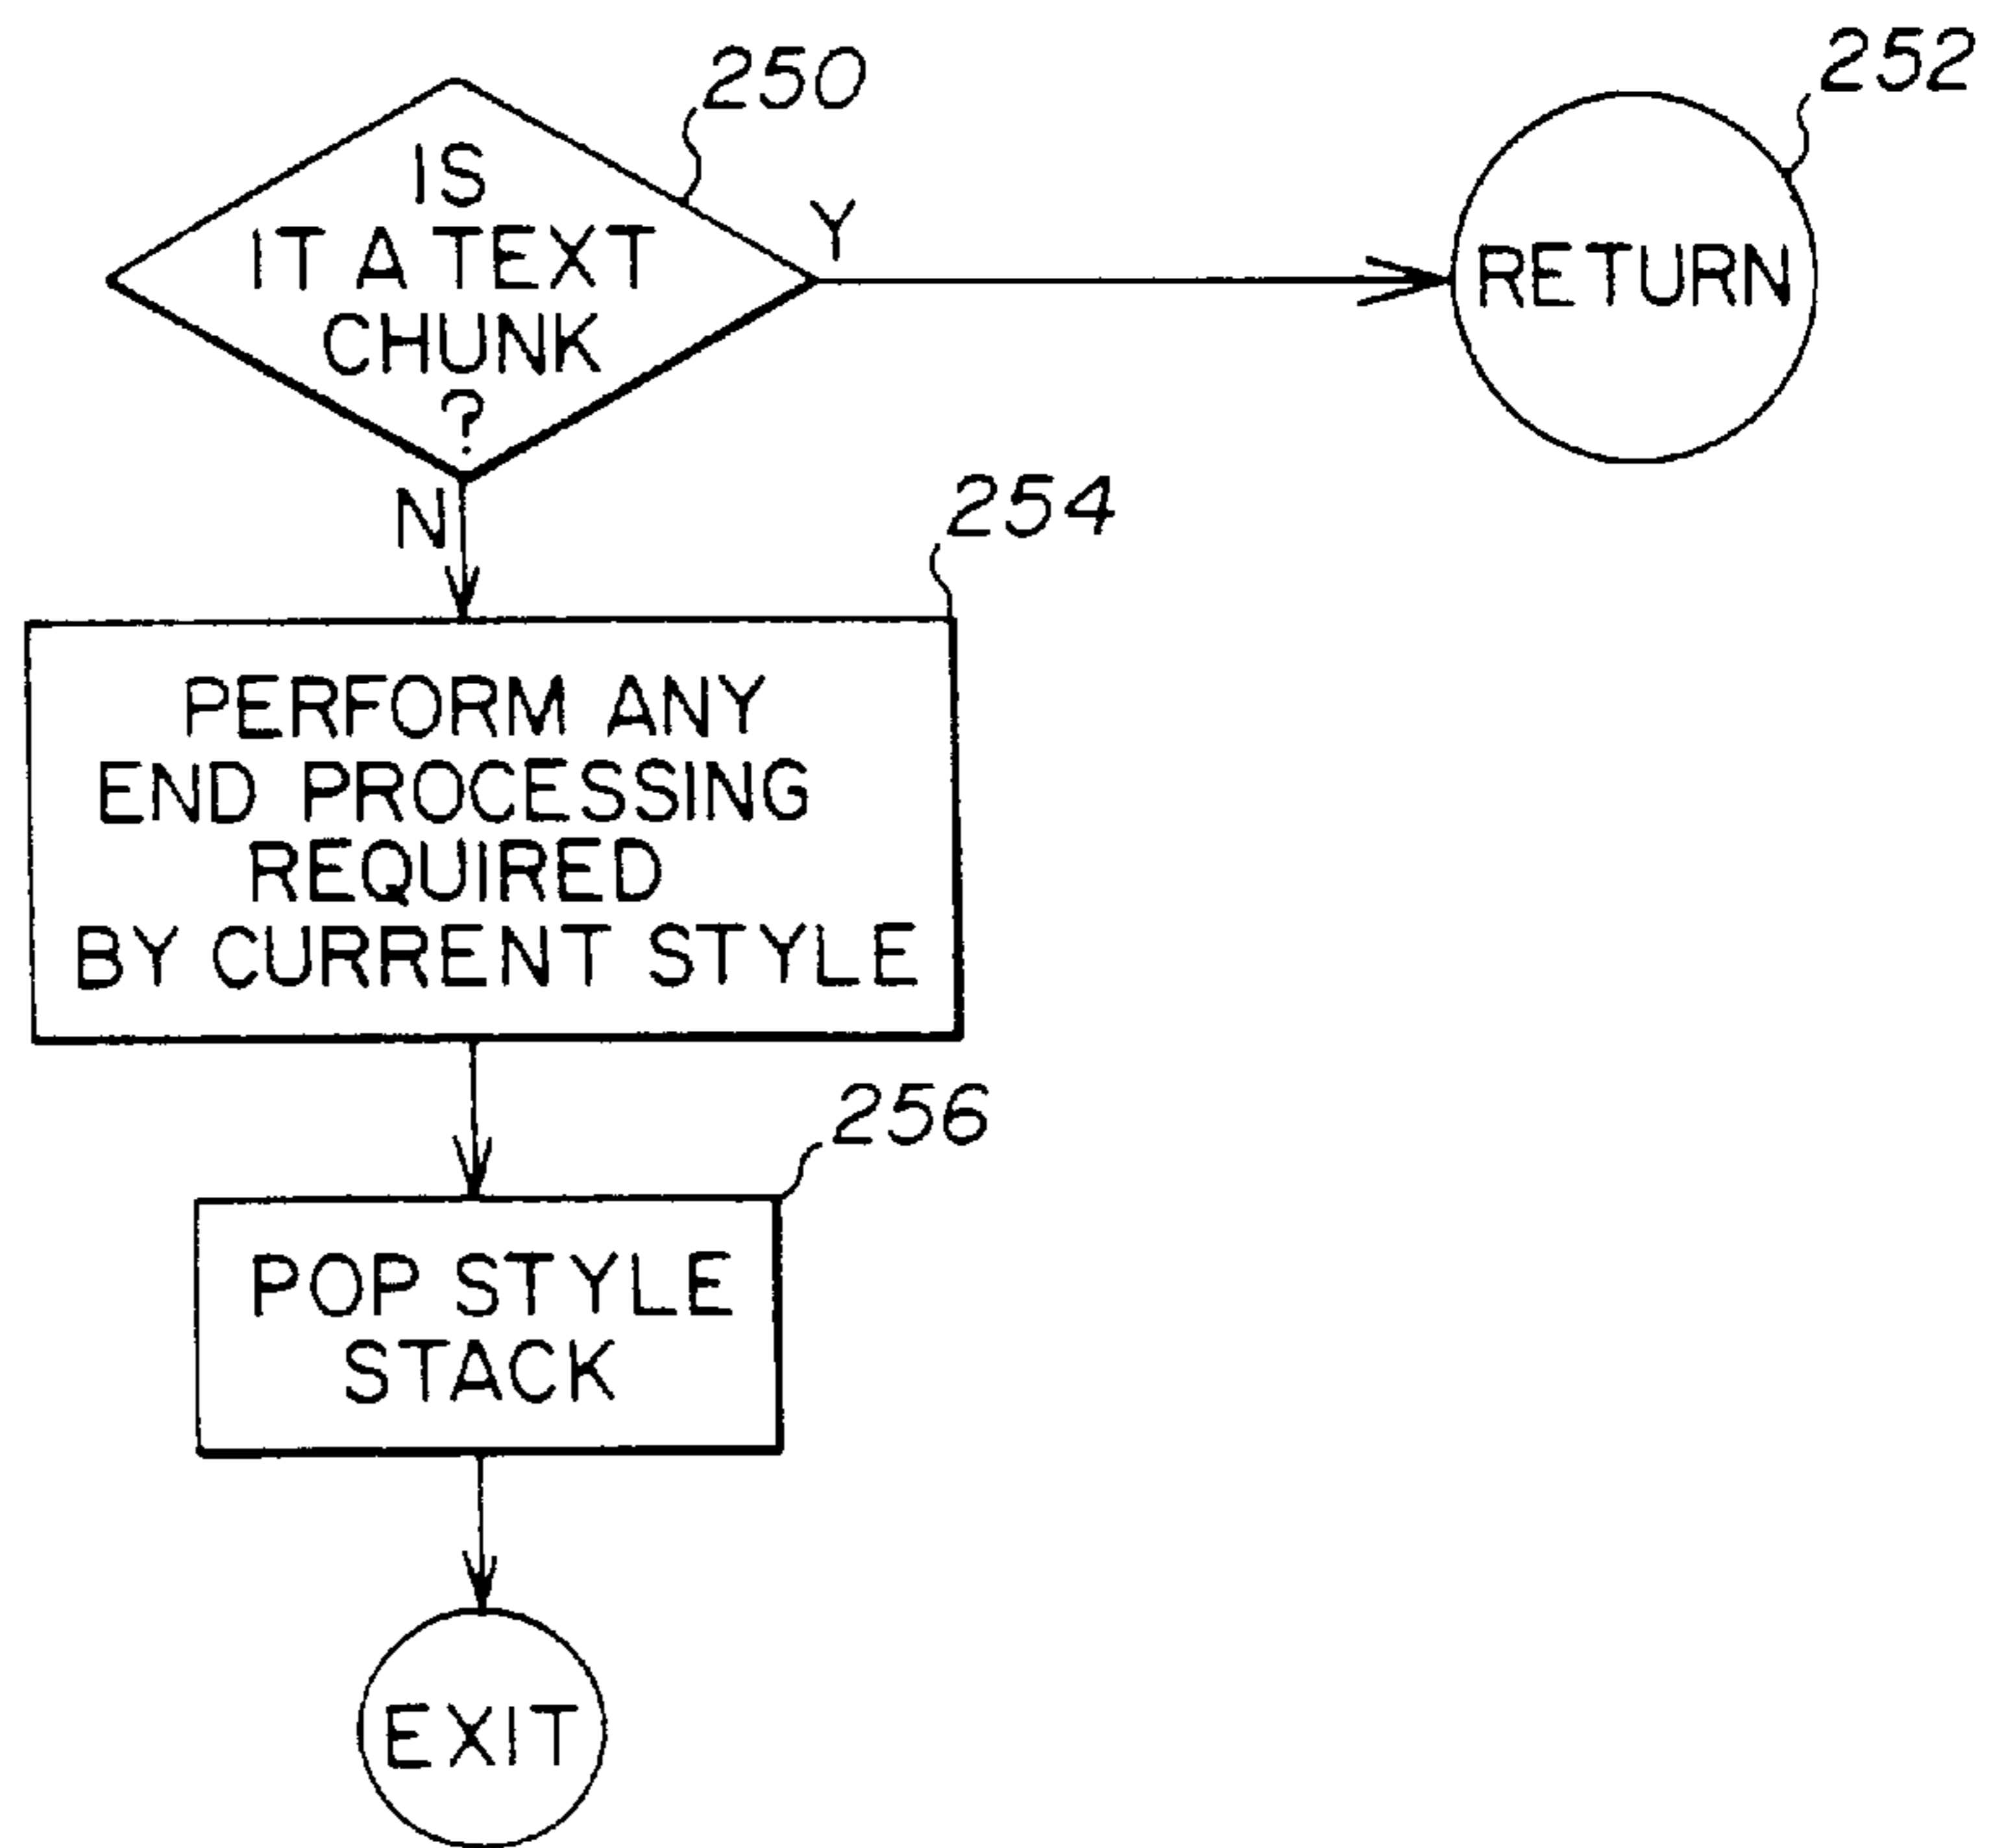 250
252
IS
IT A TEXT
CHUNK
?
Y
RETURN
N
254
PERFORM ANY
END PROCESSING
REQUIRED
BY CURRENT STYLE
256
POP STYLE
STACK
EXIT